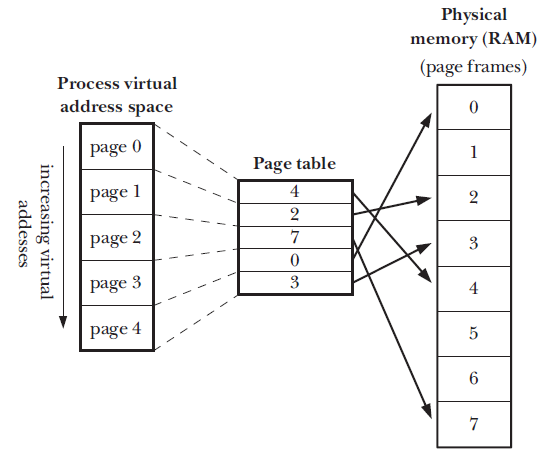 Physical
memory (RAM)
(page frames)
Process virtual
address space
Page table
increasing virtual
addesses
page 0
page 1
page 2
page 3
page 4
4
2
7
0
3
0
1
2
3
4
5
6
7